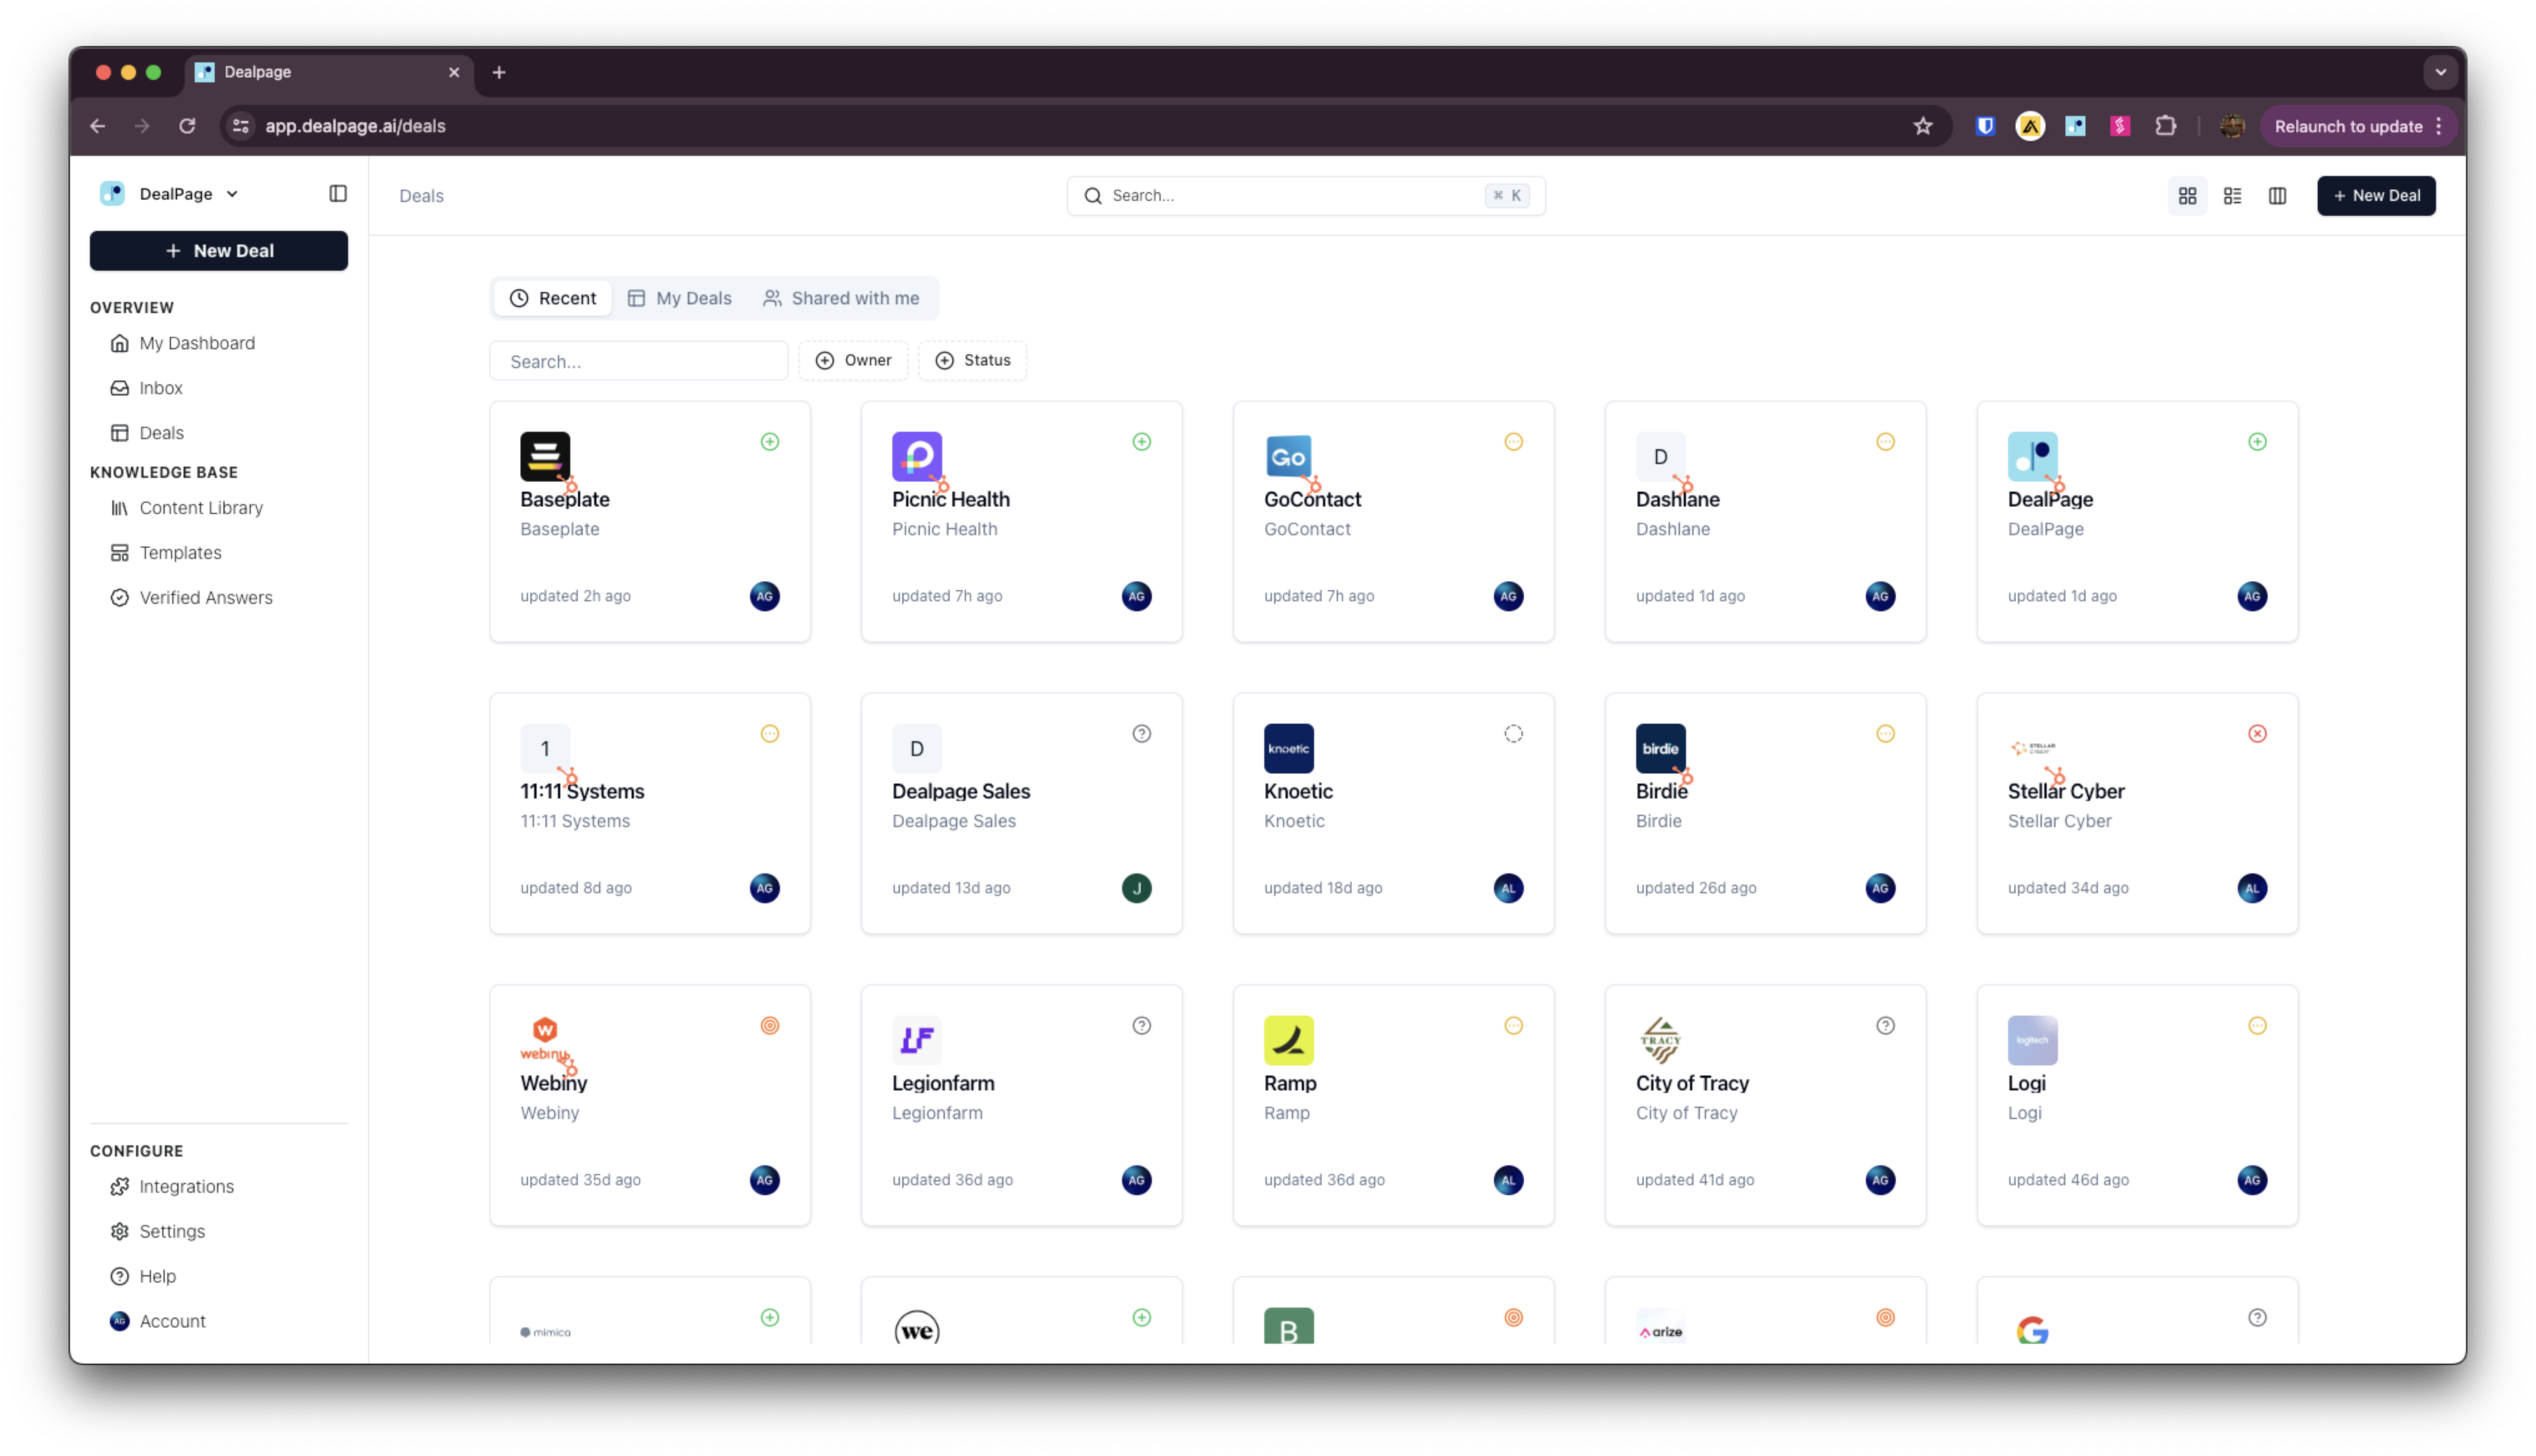 Dealpage
app.dealpage.ai/deals
Relaunch to update
DealPage
Deals
Search...
⌘ K
+ New Deal
+ New Deal
OVERVIEW
My Dashboard
Inbox
Deals
KNOWLEDGE BASE
Content Library
Templates
Verified Answers
CONFIGURE
Integrations
Settings
Help
AG
Account
Recent
My Deals
Shared with me
Search...
Owner
Status
Baseplate
Baseplate
updated 2h ago
AG
Picnic Health
Picnic Health
updated 7h ago
AG
Go
GoContact
GoContact
updated 7h ago
AG
D
Dashlane
Dashlane
updated 1d ago
AG
DealPage
DealPage
updated 1d ago
AG
1
11:11 Systems
11:11 Systems
updated 8d ago
AG
D
Dealpage Sales
Dealpage Sales
updated 13d ago
J
knoetic
Knoetic
Knoetic
updated 18d ago
AL
birdie
Birdie
Birdie
updated 26d ago
AG
STELLAR
CYBER
Stellar Cyber
Stellar Cyber
updated 34d ago
AL
W
webiny
Webiny
Webiny
updated 35d ago
AG
LF
Legionfarm
Legionfarm
updated 36d ago
AG
Ramp
Ramp
updated 36d ago
AL
TRACY
City of Tracy
City of Tracy
updated 41d ago
AG
logitech
Logi
Logi
updated 46d ago
AG
mimica
we
B
arize
G